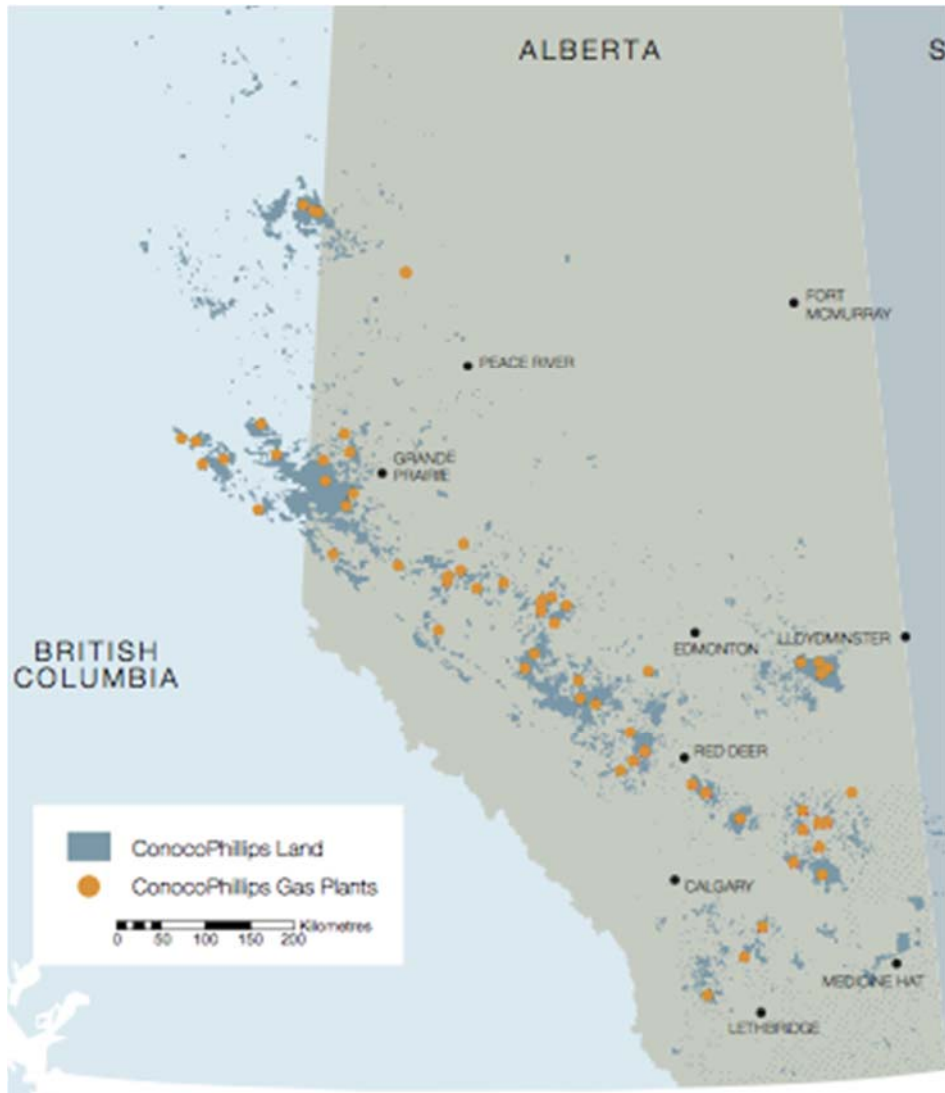 ALBERTA
S
FORT
MCMURRAY
PEACE RIVER
GRANDE
PRAIRIE
BRITISH
COLUMBIA
EDMONTON
LLOYDMINSTER
RED DEER
ConocoPhillips Land
ConocoPhillips Gas Plants
Kilometres
0 50 100 150 200
CALGARY
MEDICINE HAT
LETHBRIDGE